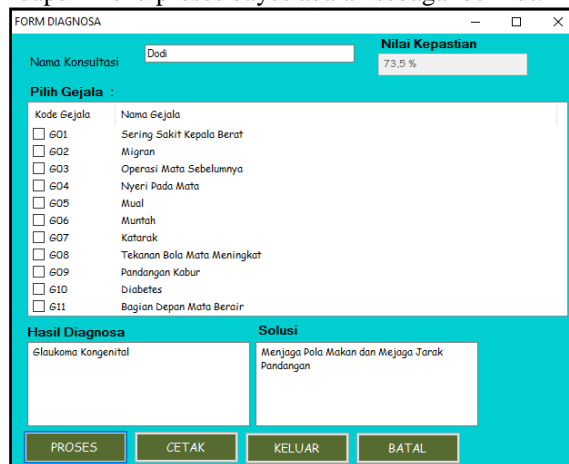 FORM DIAGNOSA
Nama Konsultasi
Dodi
Nilai Kepastian
73,5 %
Pilih Gejala :
Kode Gejala Nama Gejala
G01 Sering Sakit Kepala Berat
G02 Migran
G03 Operasi Mata Sebelumnya
G04 Nyeri Pada Mata
G05 Mual
G06 Muntah
G07 Katarak
G08 Tekanan Bola Mata Meningkat
G09 Pandangan Kabur
G10 Diabetes
G11 Bagian Depan Mata Berair
Hasil Diagnosa
Glaukoma Kongenital
Solusi
Menjaga Pola Makan dan Mejaga Jarak
Pandangan
PROSES CETAK KELUAR BATAL